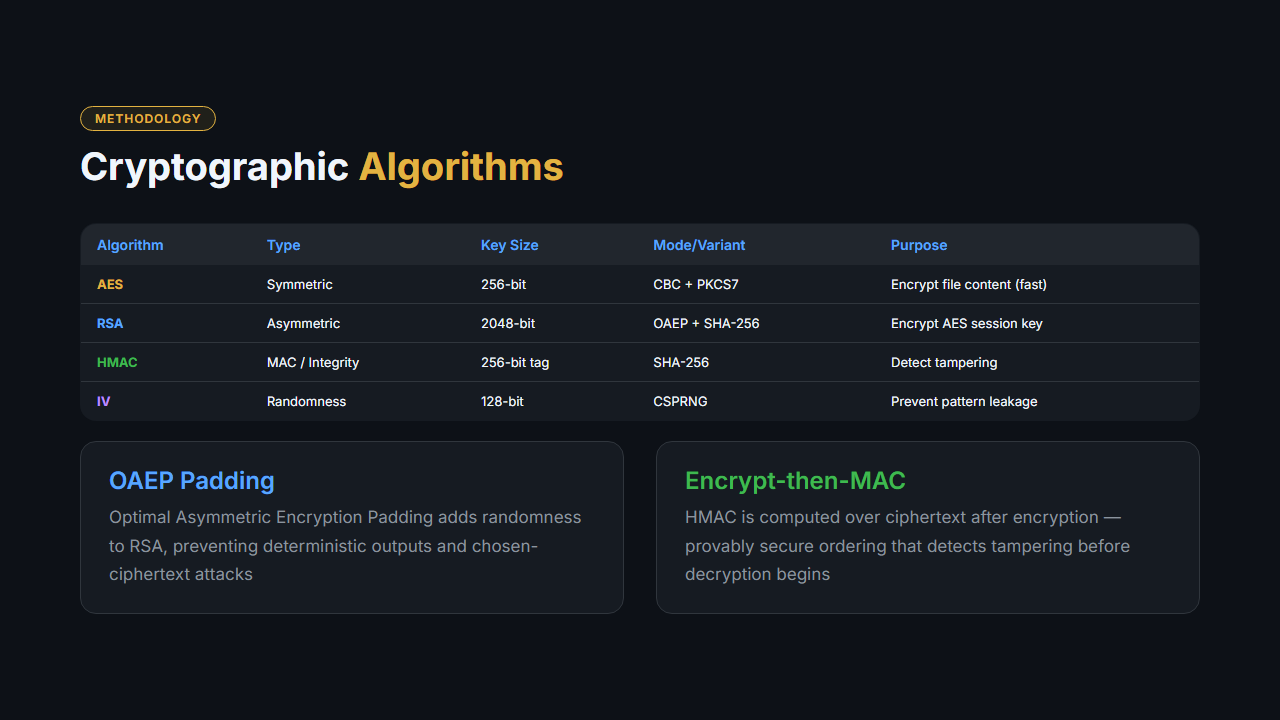 METHODOLOGY
Cryptographic Algorithms
Algorithm Type Key Size Mode/Variant Purpose
AES Symmetric 256-bit CBC + PKCS7 Encrypt file content (fast)
RSA Asymmetric 2048-bit OAEP + SHA-256 Encrypt AES session key
HMAC MAC / Integrity 256-bit tag SHA-256 Detect tampering
IV Randomness 128-bit CSPRNG Prevent pattern leakage
OAEP Padding
Optimal Asymmetric Encryption Padding adds randomness
to RSA, preventing deterministic outputs and chosen-
ciphertext attacks
Encrypt-then-MAC
HMAC is computed over ciphertext after encryption —
provably secure ordering that detects tampering before
decryption begins